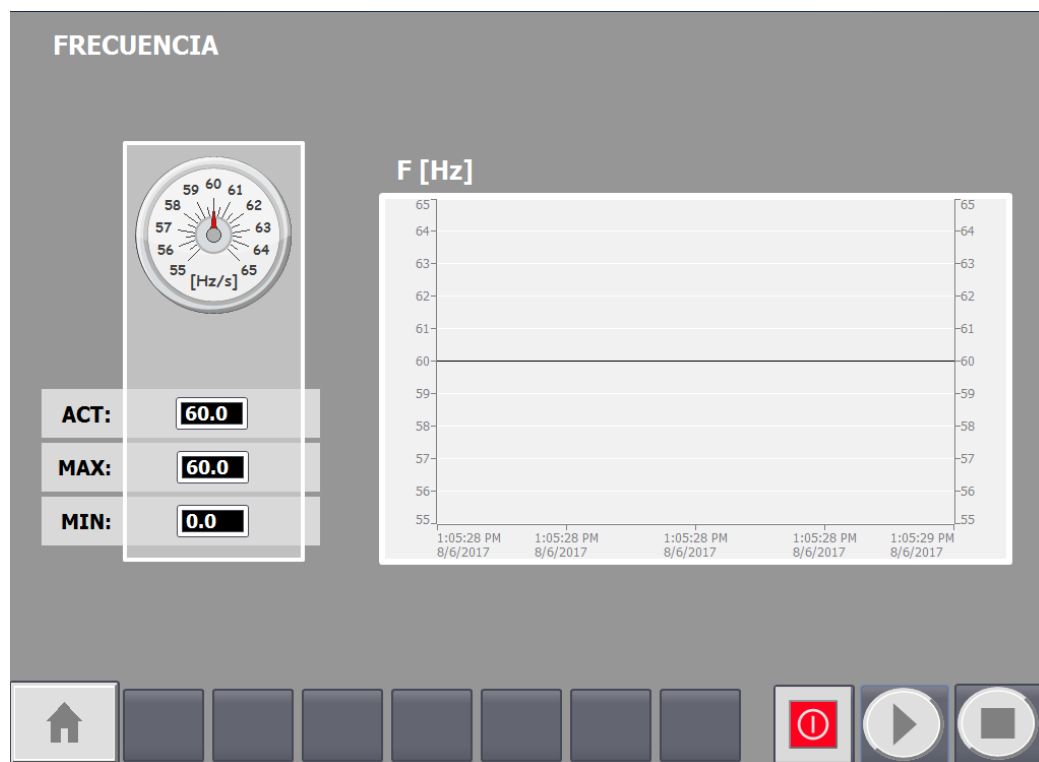 FRECUENCIA
59 60 61
58 62
57 63
56 64
55 65
[Hz/s]
ACT: 60.0
MAX: 60.0
MIN: 0.0
F [Hz]
65 65
64 64
63 63
62 62
61 61
60 60
59 59
58 58
57 57
56 56
55 55
1:05:28 PM 1:05:28 PM 1:05:28 PM 1:05:28 PM 1:05:29 PM
8/6/2017 8/6/2017 8/6/2017 8/6/2017 8/6/2017